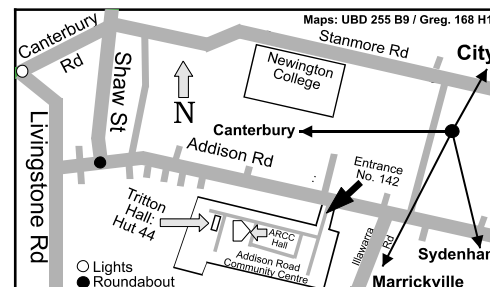 Maps: UBD 255 B9 / Greg. 168 H1
Canterbury
Rd
Stanmore Rd
City
Shaw St
Newington
College
N
Canterbury
Livingstone Rd
Addison Rd
Entrance
No. 142
Tritton
Hall:
Hut 44
ARCC
Hall
Illawarra
Rd
Sydenham
Addison Road
Community Centre
Lights
Roundabout
Marrickville